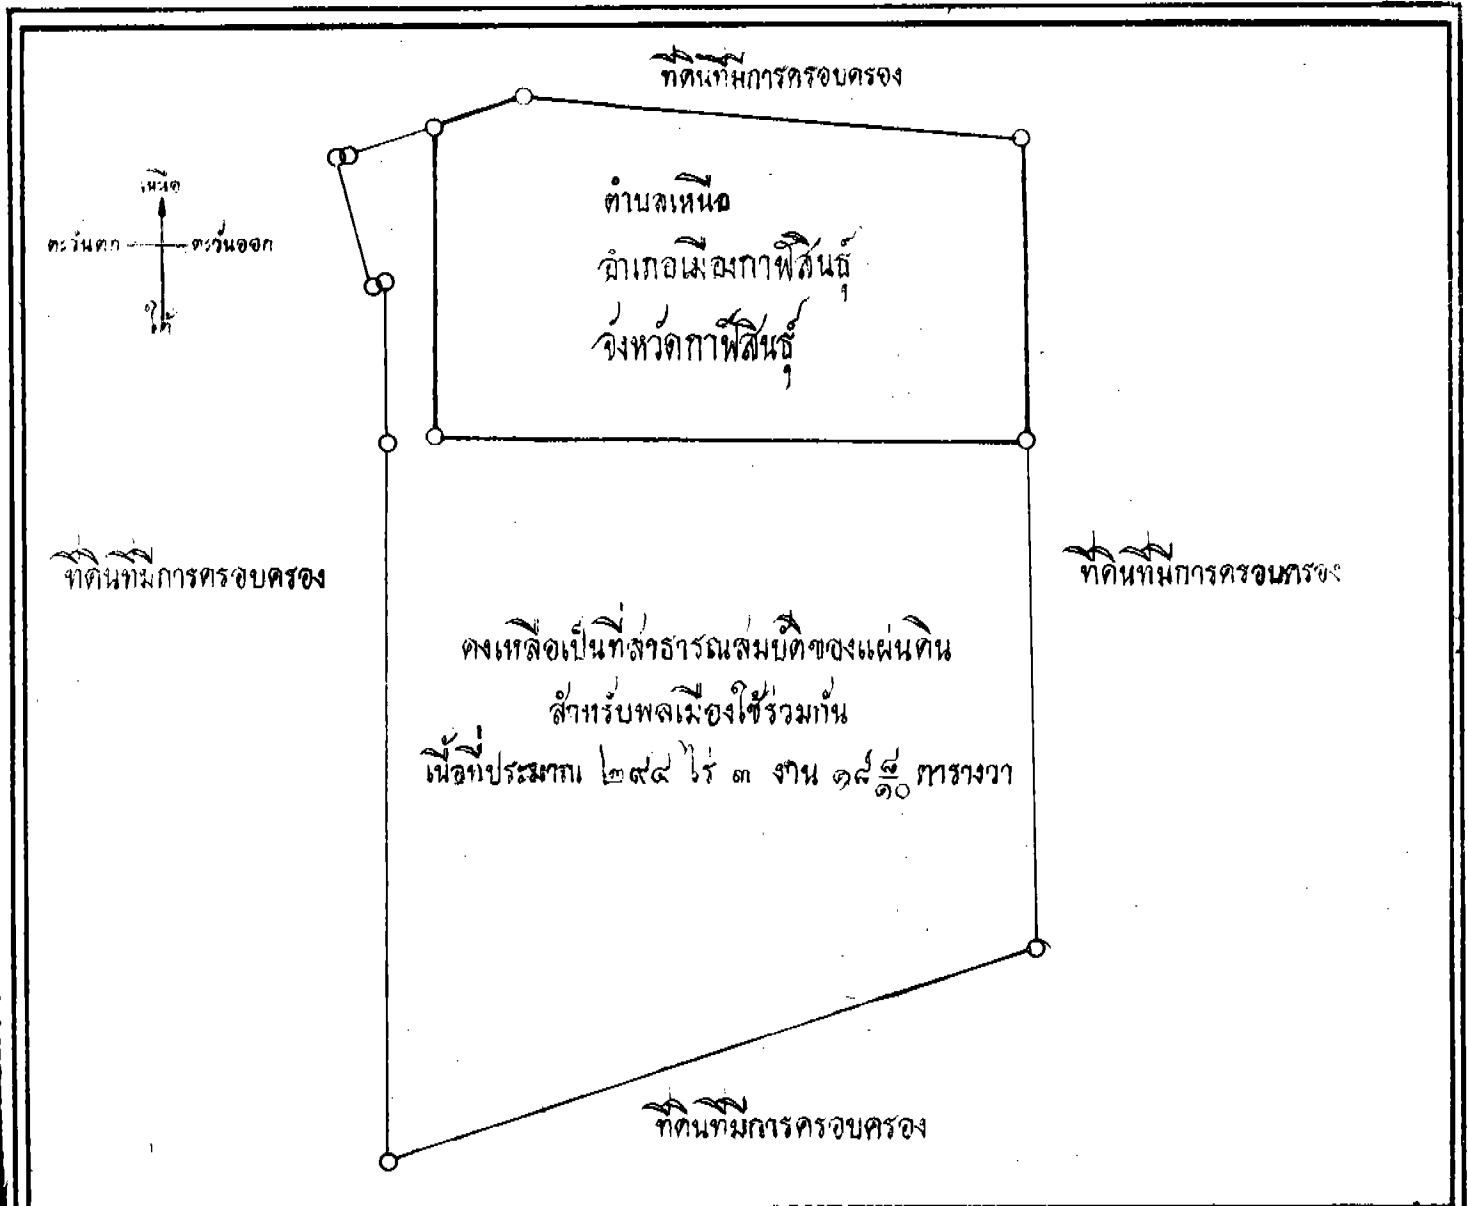 ที่ดินที่มีการครอบครอง
เหนือ
ตะวันตก
ตะวันออก
ใต้
ตำบลเหนือ
อำเภอเมืองกาฬสินธุ์
จังหวัดกาฬสินธุ์
ที่ดินที่มีการครอบครอง
ที่ดินที่มีการครอบครอง
คงเหลือเป็นที่สาธารณสมบัติของแผ่นดิน
สำหรับพลเมืองใช้ร่วมกัน
เนื้อที่ประมาณ ๒๙๔ ไร่ ๓ งาน ๑๘ ๘/๑๐ ตารางวา
ที่ดินที่มีการครอบครอง